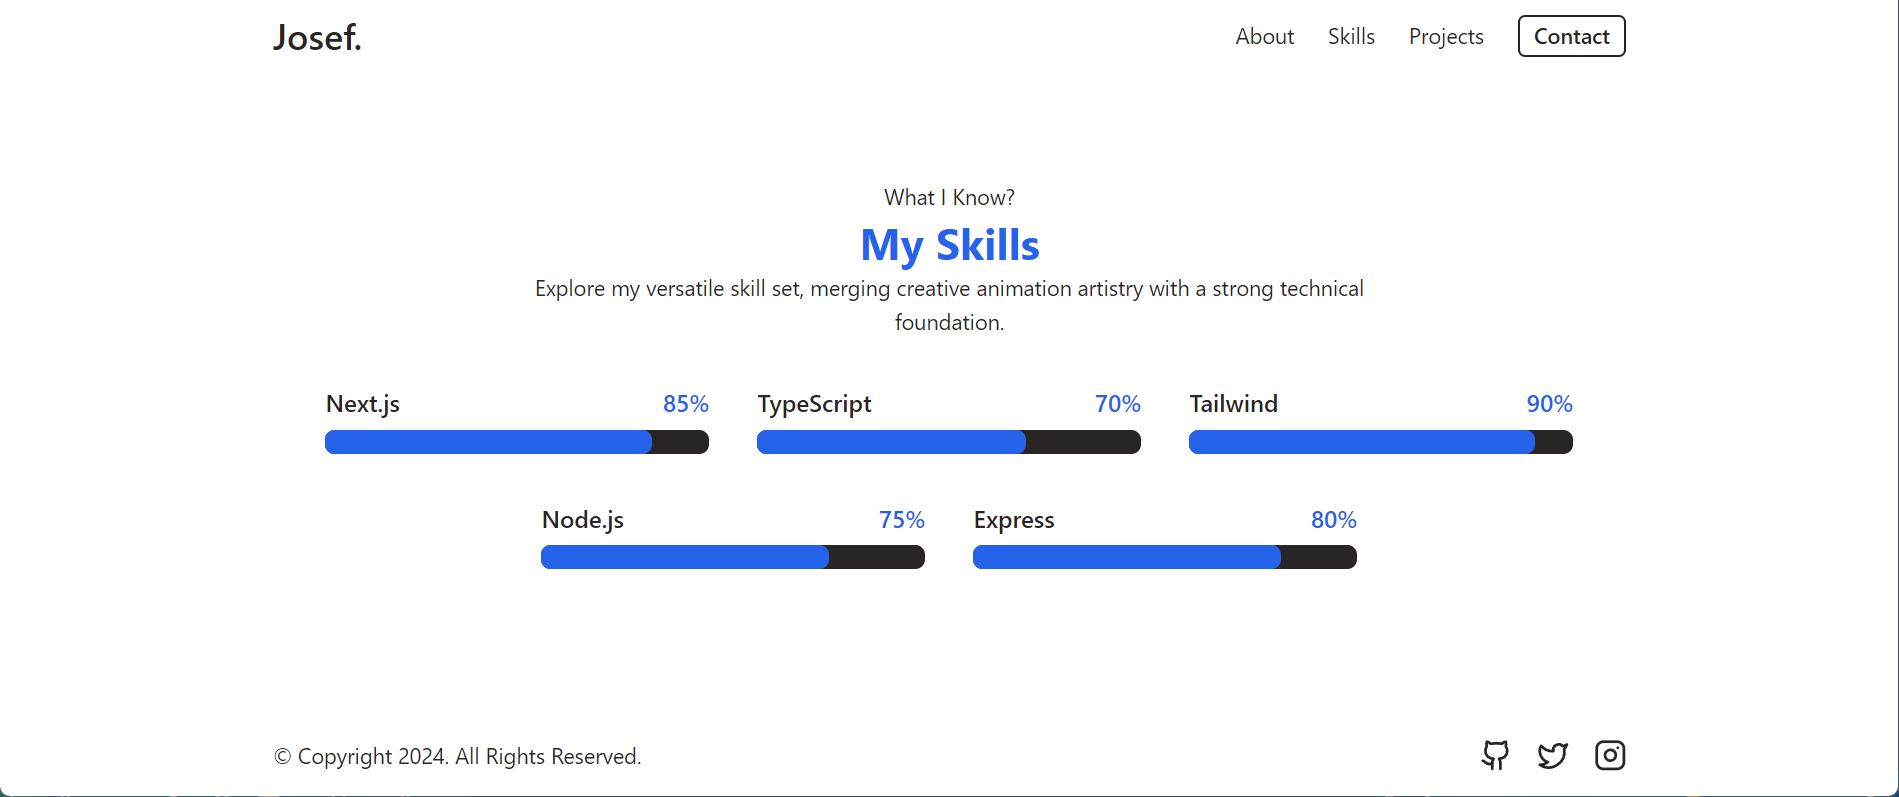 Josef.
About Skills Projects Contact
What I Know?
My Skills
Explore my versatile skill set, merging creative animation artistry with a strong technical
foundation.
Next.js 85% TypeScript 70% Tailwind 90%
Node.js 75% Express 80%
© Copyright 2024. All Rights Reserved.